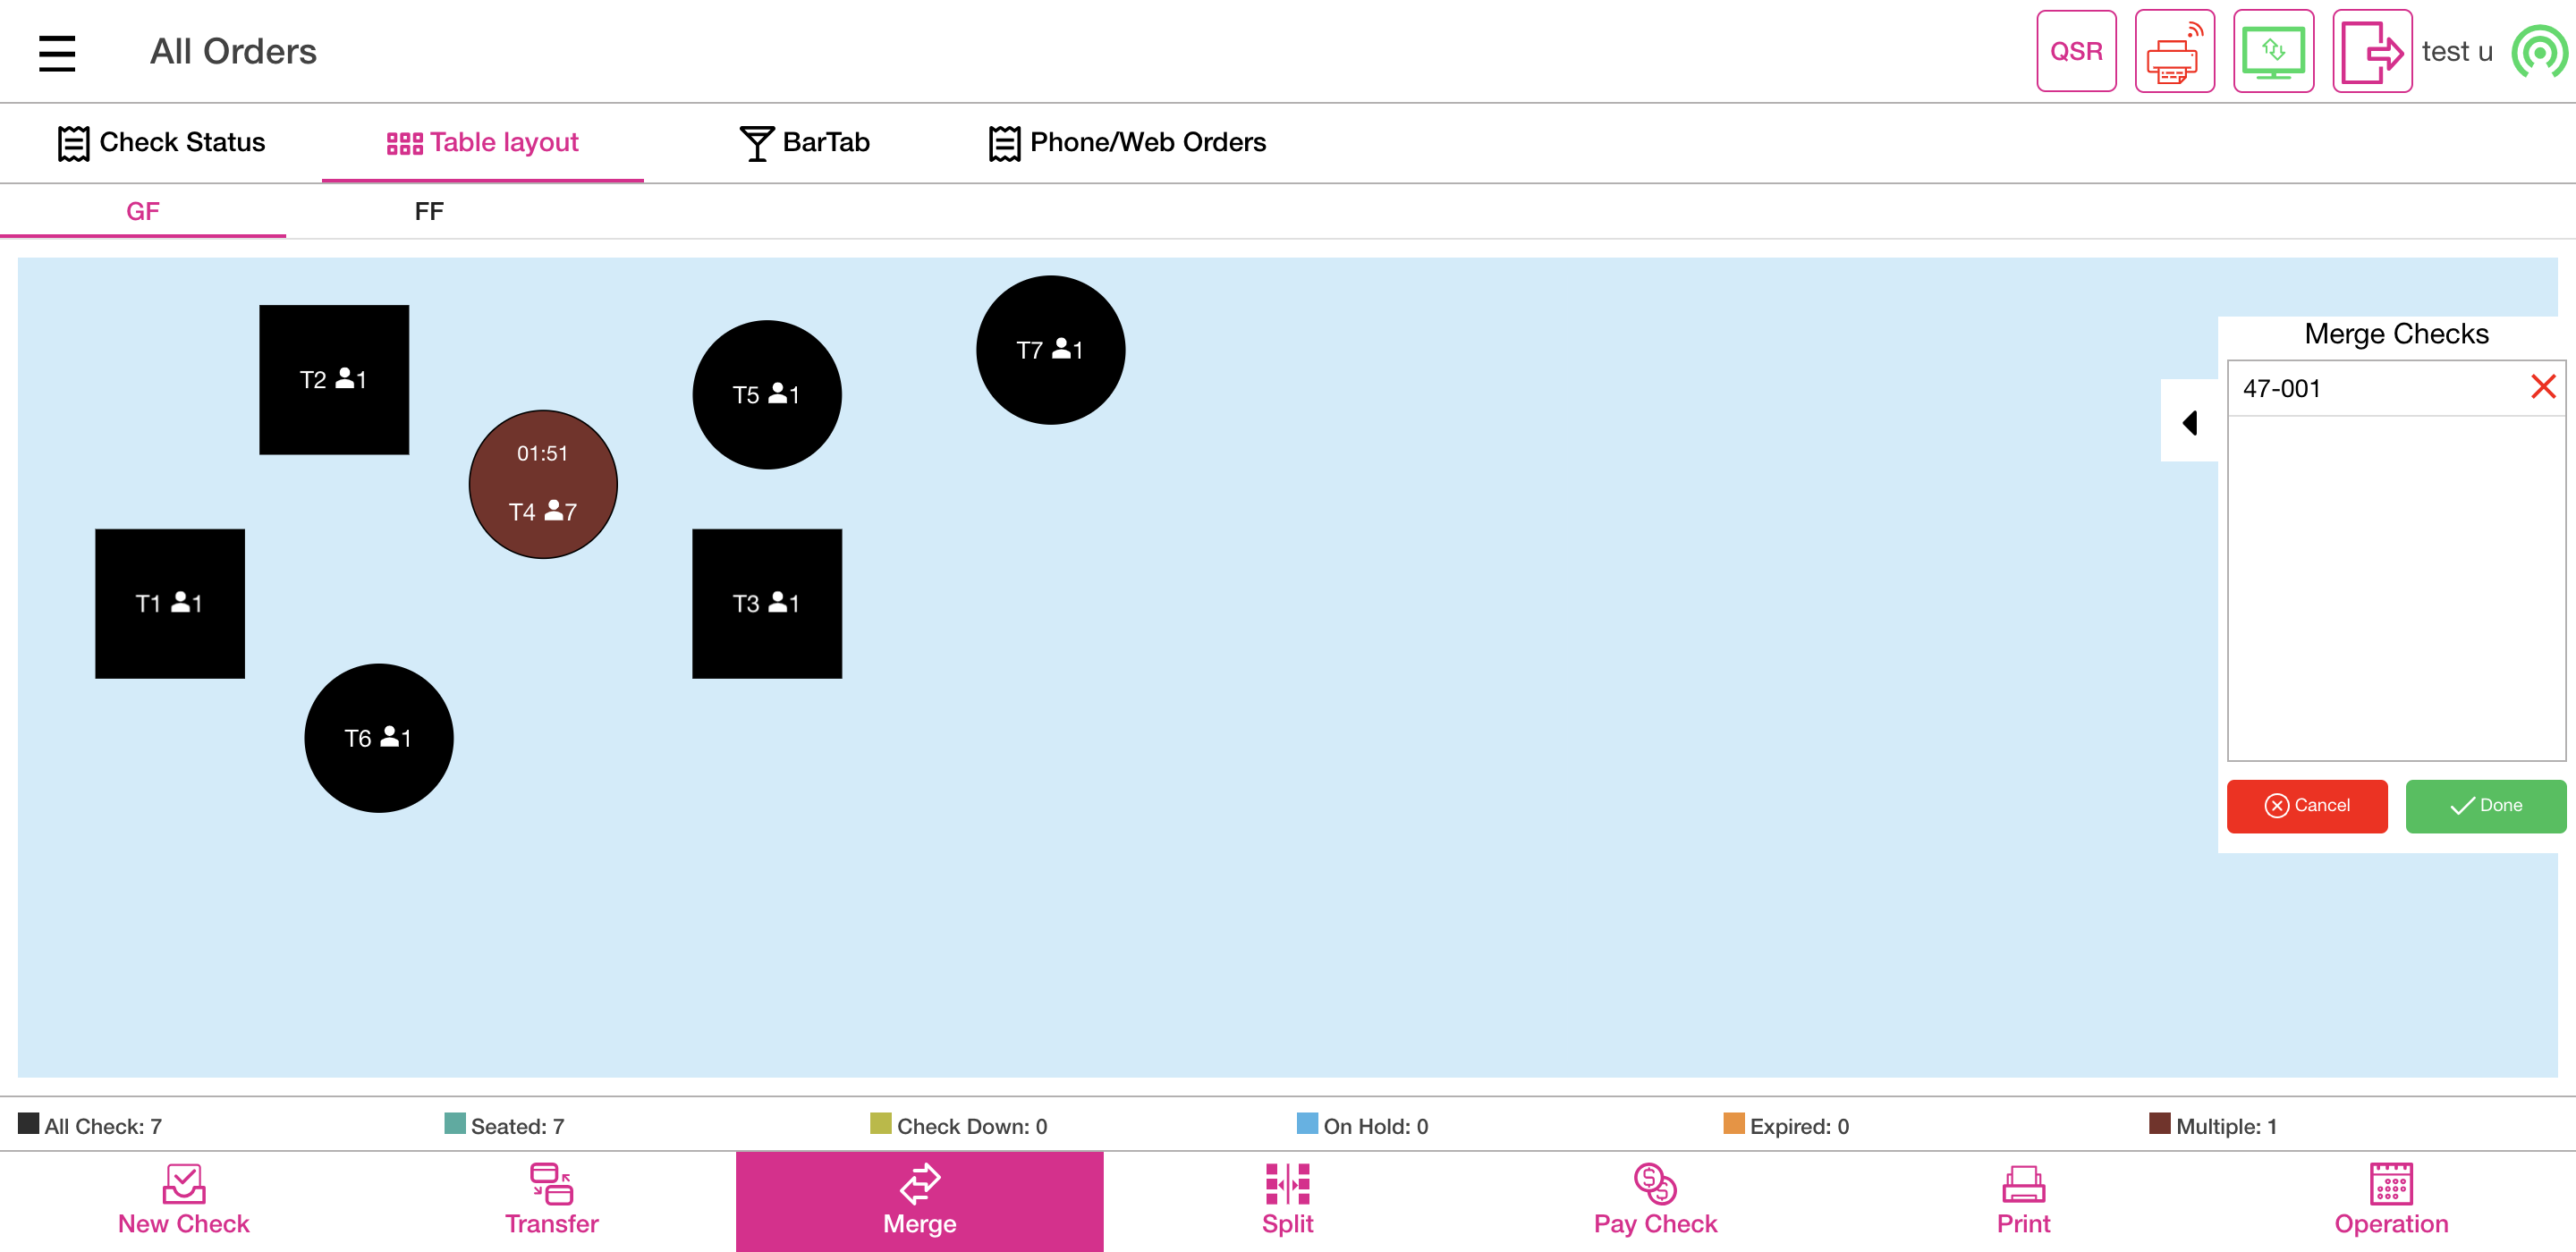 All Orders
QSR
test u
Check Status
Table layout
BarTab
Phone/Web Orders
GF
FF
T7 1
T2 1
T5 1
01:51
T4 7
T1 1
T3 1
T6 1
Merge Checks
47-001
Cancel
Done
All Check: 7
Seated: 7
Check Down: 0
On Hold: 0
Expired: 0
Multiple: 1
New Check
Transfer
Merge
Split
Pay Check
Print
Operation